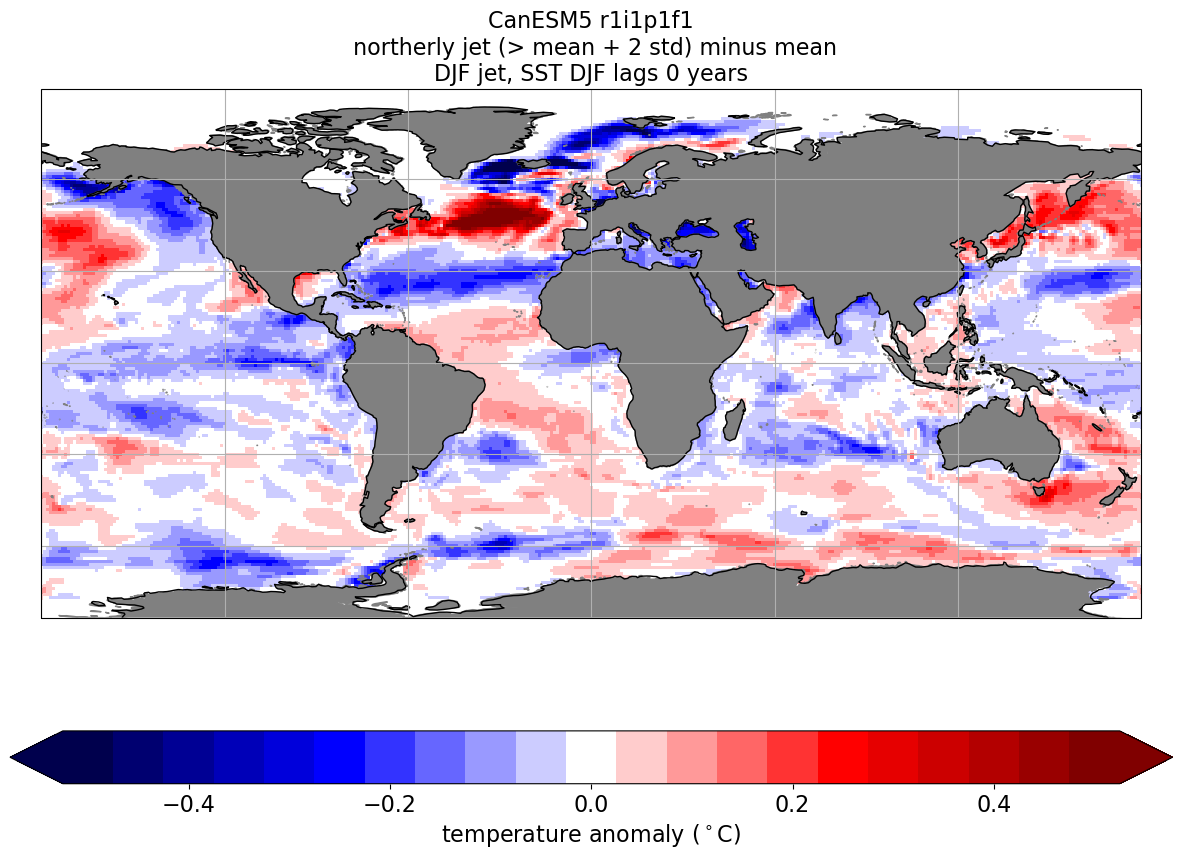 CanESM5 r1i1p1f1
northerly jet (> mean + 2 std) minus mean
DJF jet, SST DJF lags 0 years
−0.4 −0.2 0.0 0.2 0.4
temperature anomaly (°C)